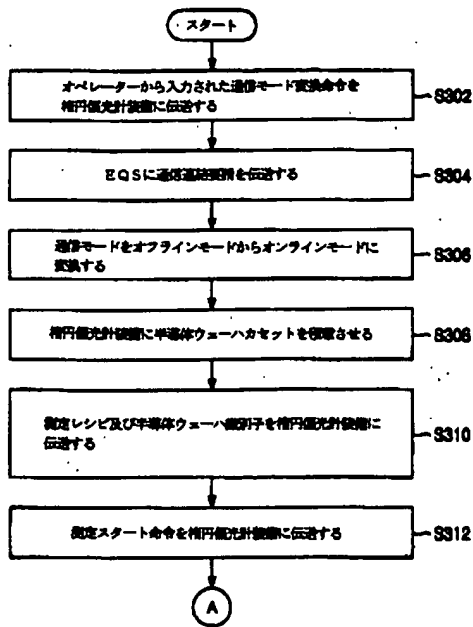 スタート
オペレーターから入力された通信モード変換命令を
楕円偏光計装備に伝送する
S302
EQSに通信連結要請を伝送する
S304
通信モードをオフラインモードからオンラインモードに
変換する
S306
楕円偏光計装備に半導体ウェーハカセットを積載させる
S308
測定レシピ及び半導体ウェーハ識別子を楕円偏光計装備に
伝送する
S310
測定スタート命令を楕円偏光計装備に伝送する
S312
A